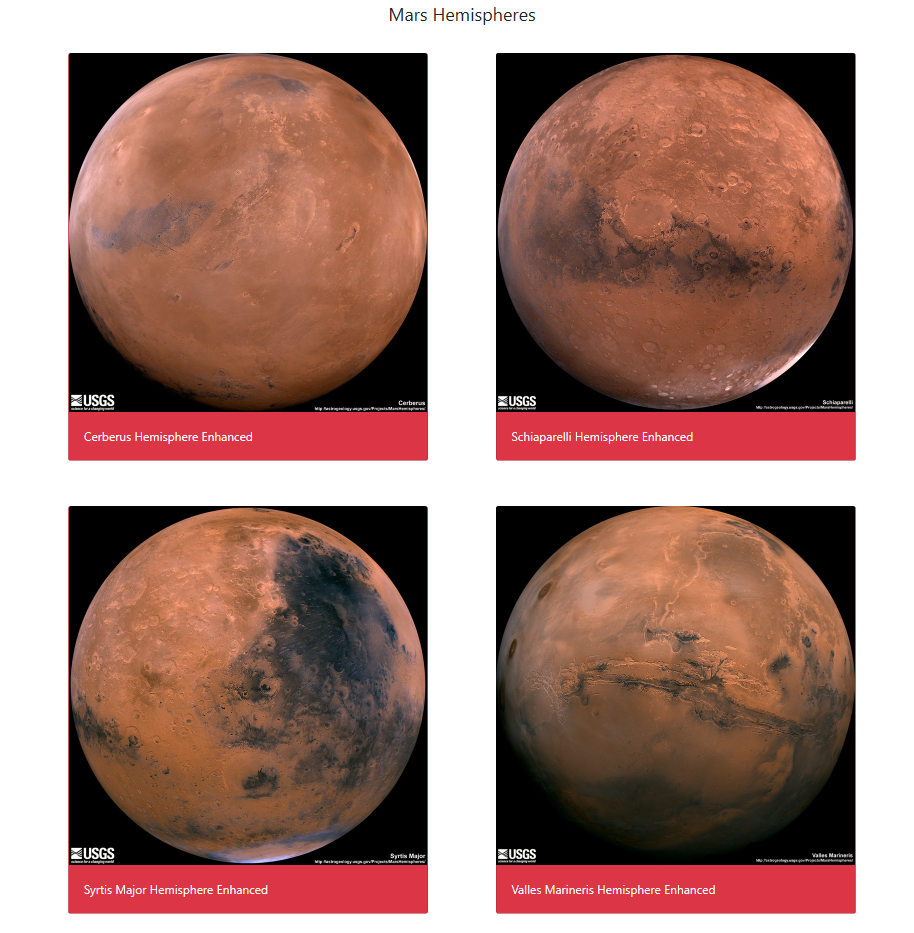 Mars Hemispheres
USGS
science for a changing world
Cerberus
http://astrogeology.usgs.gov/Projects/MarsHemispheres/
Cerberus Hemisphere Enhanced
USGS
science for a changing world
Schiaparelli
http://astrogeology.usgs.gov/Projects/MarsHemispheres/
Schiaparelli Hemisphere Enhanced
USGS
science for a changing world
Syrtis Major
http://astrogeology.usgs.gov/Projects/MarsHemispheres/
Syrtis Major Hemisphere Enhanced
USGS
science for a changing world
Valles Marineris
http://astrogeology.usgs.gov/Projects/MarsHemispheres/
Valles Marineris Hemisphere Enhanced